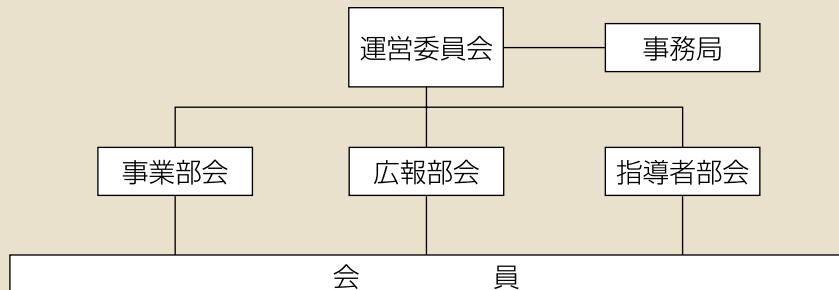 運営委員会
事務局
事業部会
広報部会
指導者部会
会 員